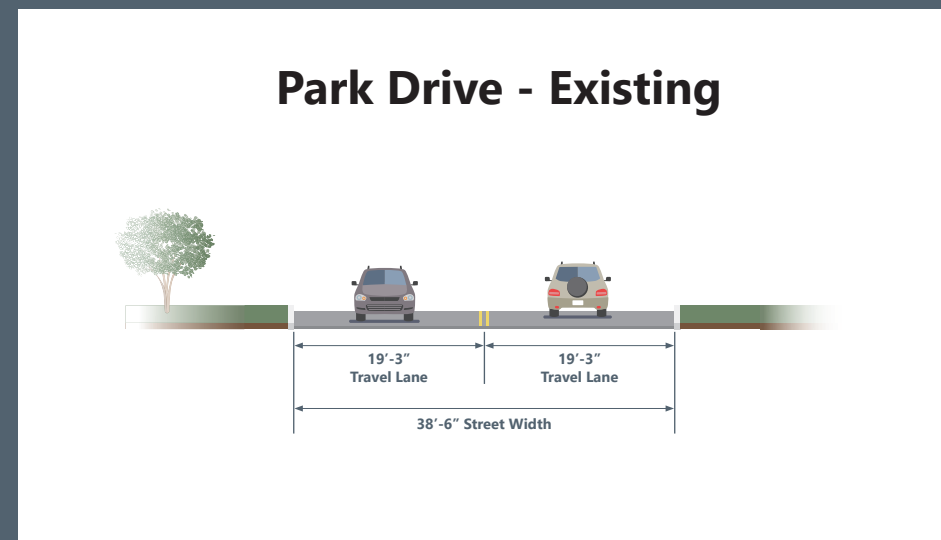 Park Drive - Existing
19’-3” 19’-3”
Travel Lane Travel Lane
38’-6” Street Width